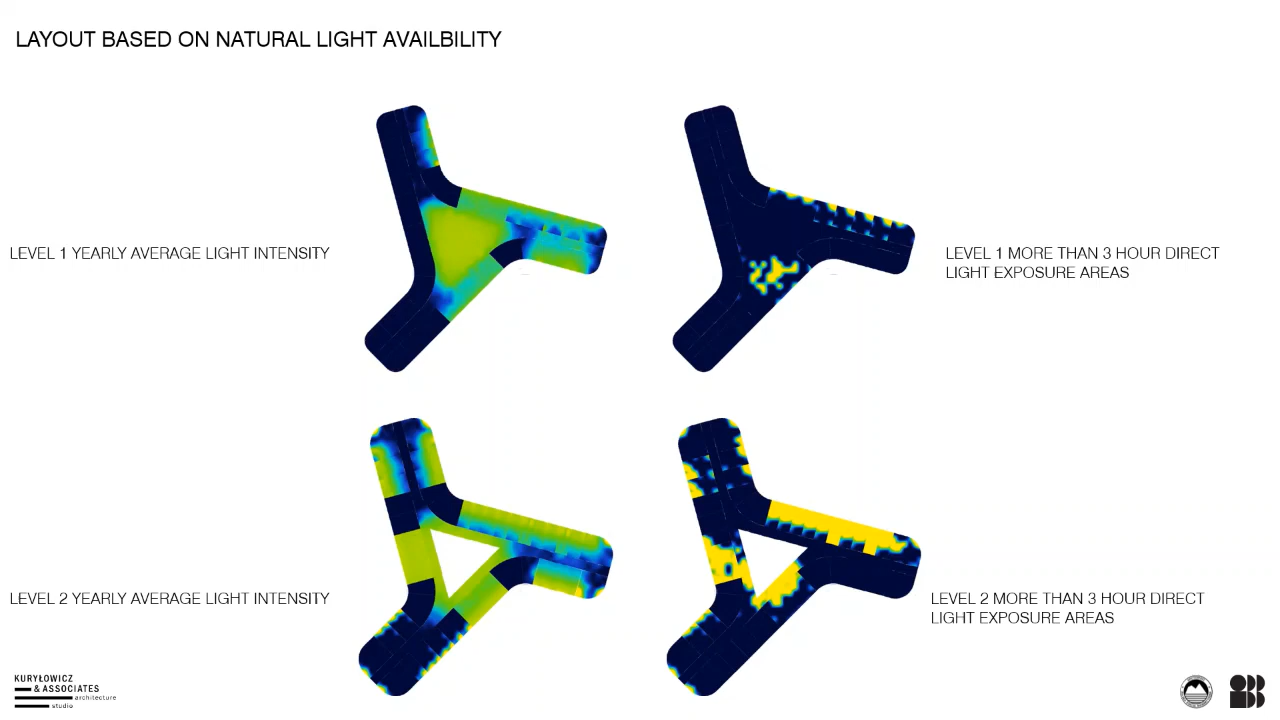 LAYOUT BASED ON NATURAL LIGHT AVAILBILITY
LEVEL 1 YEARLY AVERAGE LIGHT INTENSITY
LEVEL 1 MORE THAN 3 HOUR DIRECT
LIGHT EXPOSURE AREAS
LEVEL 2 YEARLY AVERAGE LIGHT INTENSITY
LEVEL 2 MORE THAN 3 HOUR DIRECT
LIGHT EXPOSURE AREAS
KURYŁOWICZ
& ASSOCIATES
architecture
studio